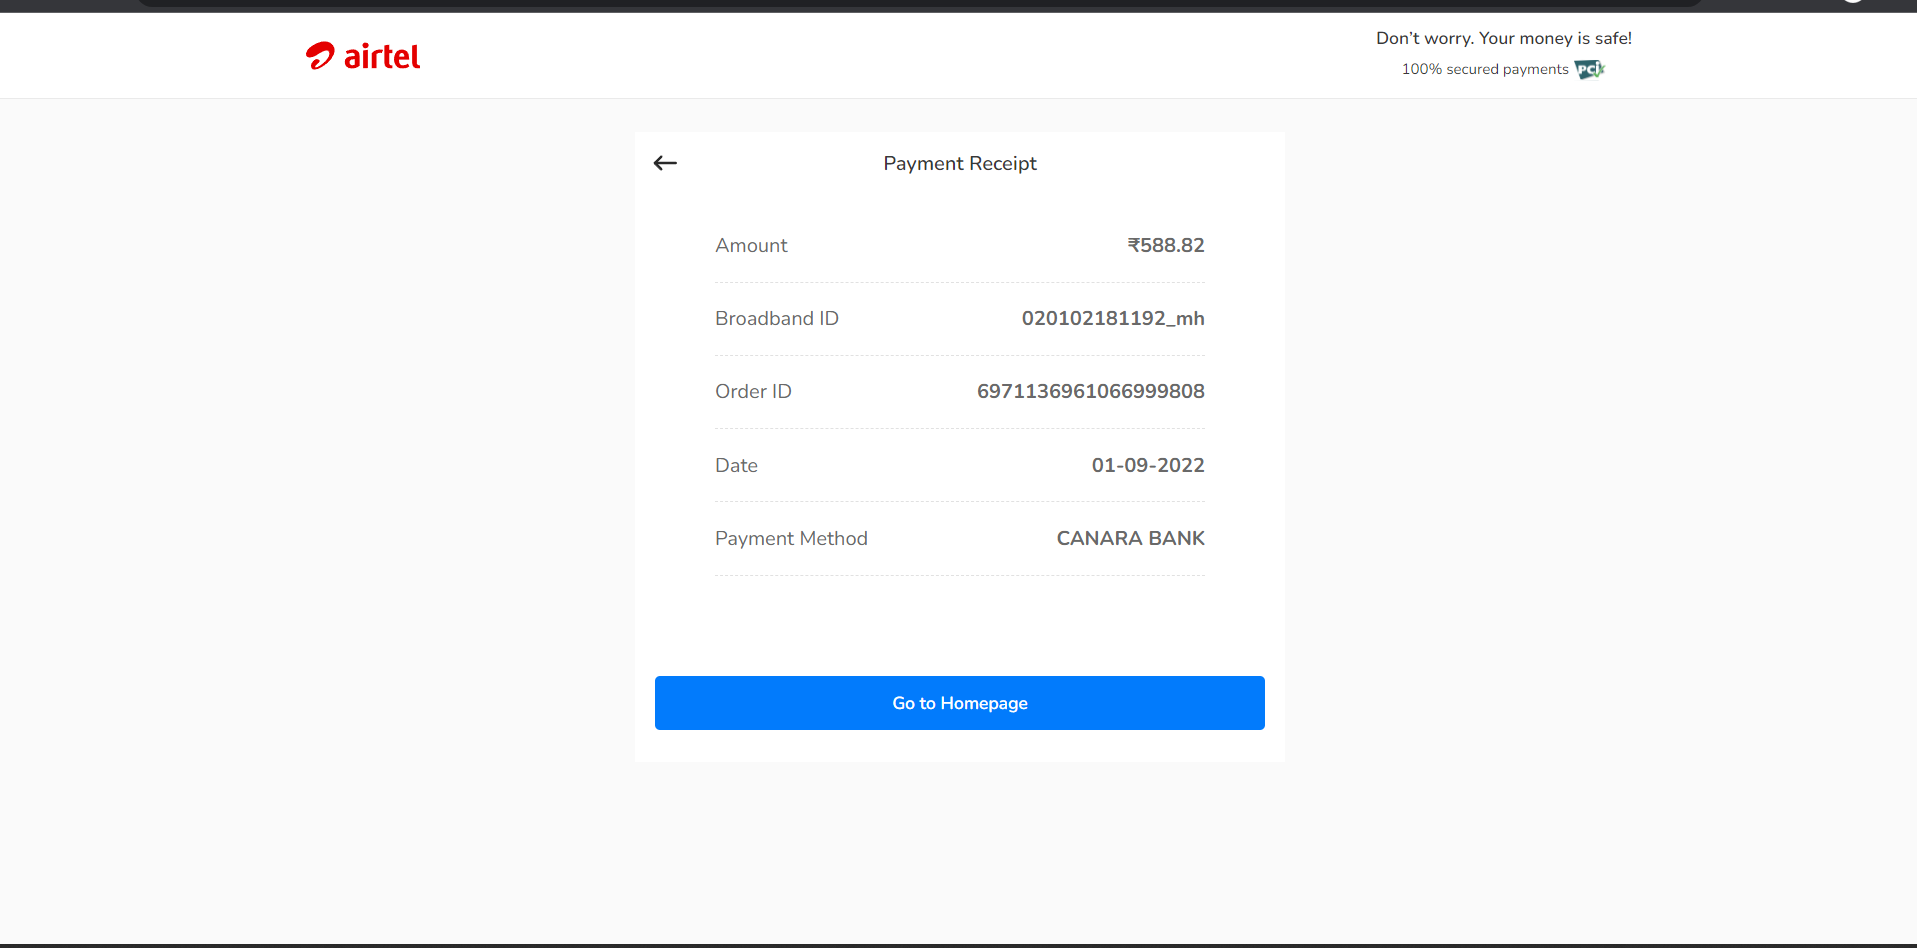 airtel
Don’t worry. Your money is safe!
100% secured payments PCI
Payment Receipt
Amount ₹588.82
Broadband ID 020102181192_mh
Order ID 6971136961066999808
Date 01-09-2022
Payment Method CANARA BANK
Go to Homepage